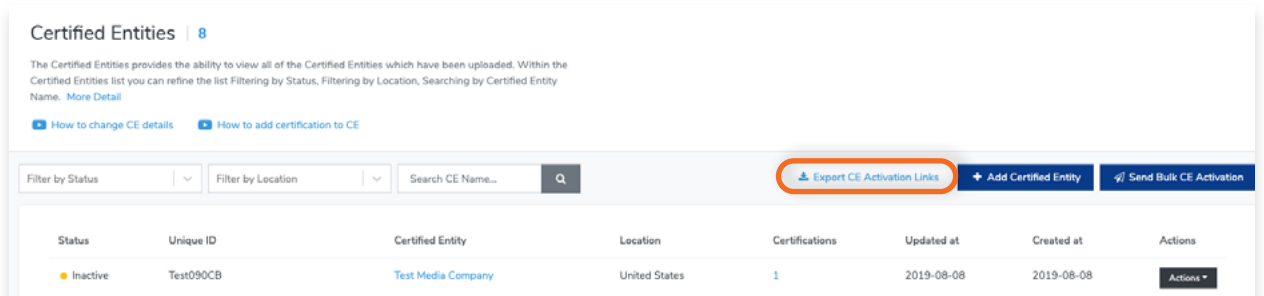 Certified Entities | 8
The Certified Entities provides the ability to view all of the Certified Entities which have been uploaded. Within the
Certified Entities list you can refine the list Filtering by Status, Filtering by Location, Searching by Certified Entity
Name. More Detail
How to change CE details How to add certification to CE
Filter by Status Filter by Location Search CE Name... Export CE Activation Links + Add Certified Entity Send Bulk CE Activation
Status Unique ID Certified Entity Location Certifications Updated at Created at Actions
Inactive Test090CB Test Media Company United States 1 2019-08-08 2019-08-08 Actions